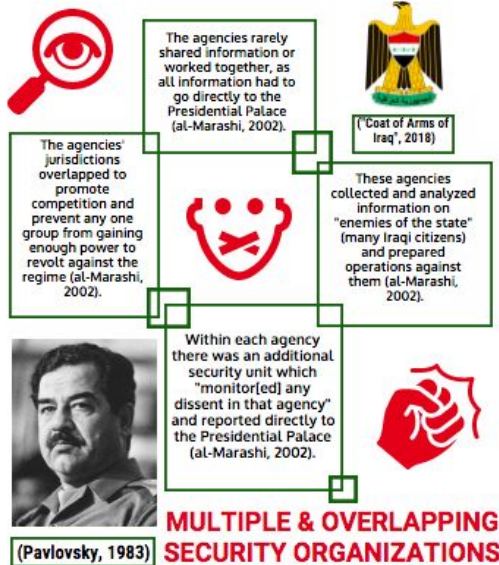 The agencies rarely
shared information or
worked together, as
all information had to
go directly to the
Presidential Palace
(al-Marashi, 2002).
("Coat of Arms of
Iraq", 2018)
The agencies'
jurisdictions
overlapped to
promote
competition and
prevent any one
group from gaining
enough power to
revolt against the
regime (al-Marashi,
2002).
These agencies
collected and analyzed
information on
"enemies of the state"
(many Iraqi citizens)
and prepared
operations against
them (al-Marashi,
2002).
Within each agency
there was an additional
security unit which
"monitor[ed] any
dissent in that agency"
and reported directly to
the Presidential Palace
(al-Marashi, 2002).
(Pavlovsky, 1983)
MULTIPLE & OVERLAPPING
SECURITY ORGANIZATIONS